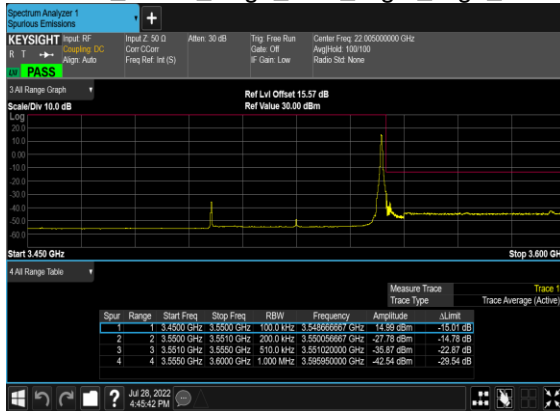 Spectrum Analyzer 1
Spurious Emissions
+
KEYSIGHT Input: RF Input Z: 50 Ω Atten: 30 dB Trig: Free Run Center Freq: 22.005000000 GHz
R T Coupling: DC Corr CCorr Gate: Off Avg|Hold: 100/100
Align: Auto Freq Ref: Int (S) IF Gain: Low Radio Std: None
LM PASS
3 All Range Graph
Ref Lvl Offset 15.57 dB
Scale/Div 10.0 dB Ref Value 30.00 dBm
Log
20.0
10.0
0.00
-10.0
-20.0
-30.0
-40.0
-50.0
-60.0
Start 3.450 GHz Stop 3.600 GH
4 All Range Table
Measure Trace Trace 1
Trace Type Trace Average (Active)
Spur Range Start Freq Stop Freq RBW Frequency Amplitude ΔLimit
1 1 3.4500 GHz 3.5500 GHz 100.0 kHz 3.548666667 GHz 14.99 dBm -15.01 dB
2 2 3.5500 GHz 3.5510 GHz 200.0 kHz 3.550056667 GHz -27.78 dBm -14.78 dB
3 3 3.5510 GHz 3.5550 GHz 510.0 kHz 3.551020000 GHz -35.87 dBm -22.87 dB
4 4 3.5550 GHz 3.6000 GHz 1.000 MHz 3.595950000 GHz -42.54 dBm -29.54 dB
? Jul 28, 2022
4:45:42 PM